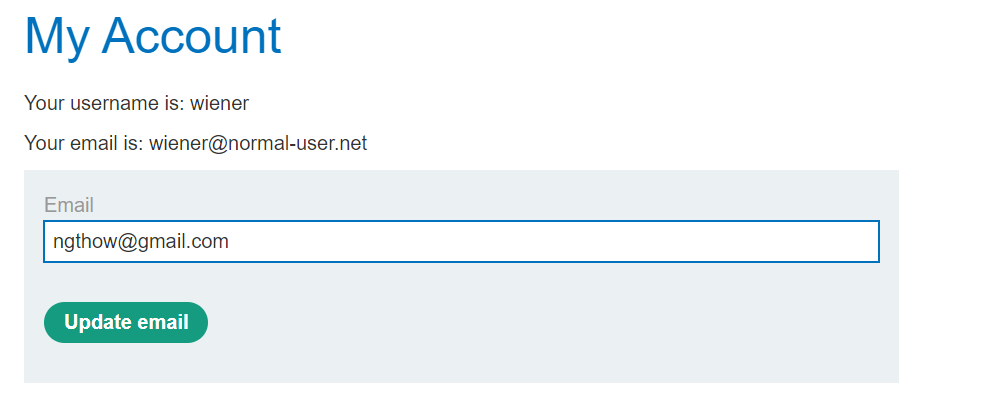 My Account
Your username is: wiener
Your email is: wiener@normal-user.net
Email
ngthow@gmail.com
Update email